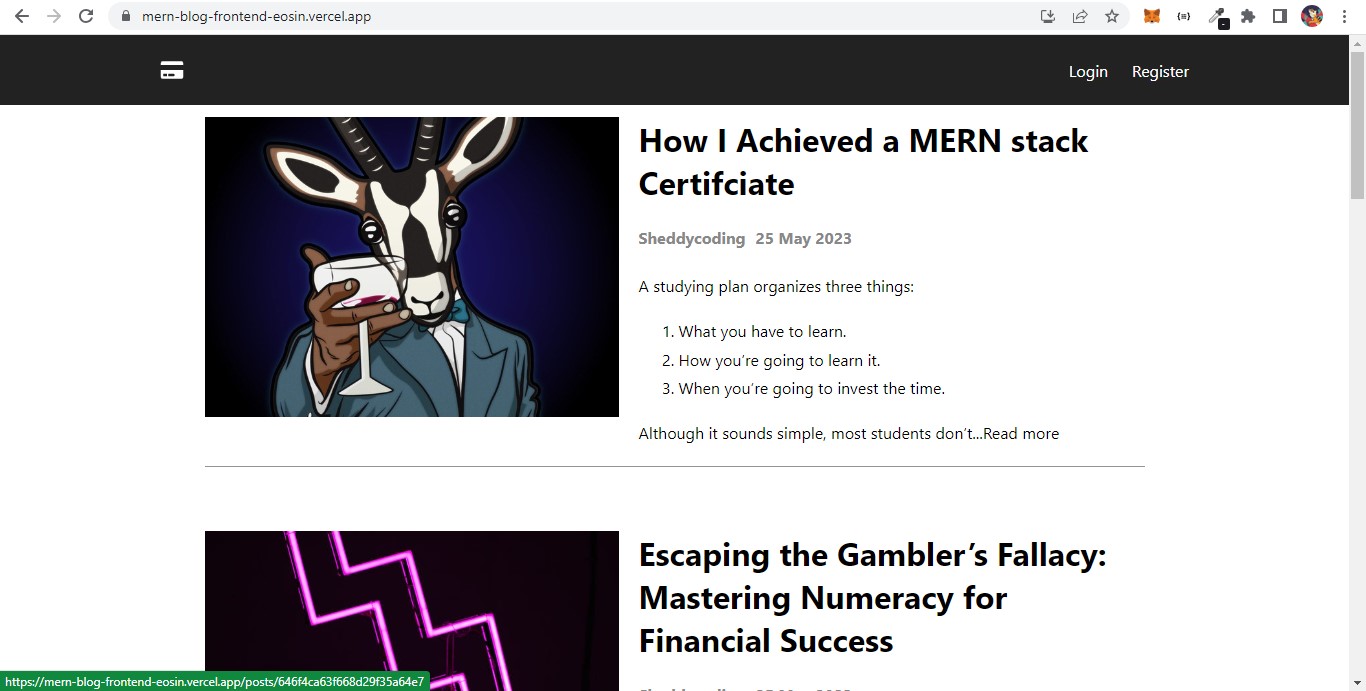 mern-blog-frontend-eosin.vercel.app
Login Register
How I Achieved a MERN stack
Certifciate
Sheddycoding 25 May 2023
A studying plan organizes three things:
1. What you have to learn.
2. How you’re going to learn it.
3. When you’re going to invest the time.
Although it sounds simple, most students don’t...Read more
Escaping the Gambler’s Fallacy:
Mastering Numeracy for
Financial Success
https://mern-blog-frontend-eosin.vercel.app/posts/646f4ca63f668d29f35a64e7